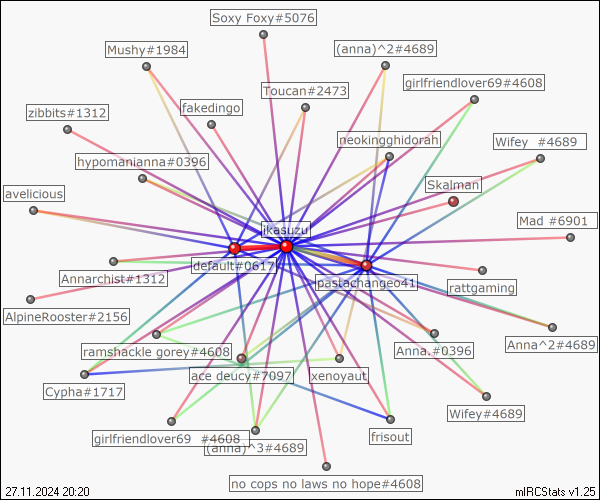 Soxy Foxy#5076
Mushy#1984
(anna)^2#4689
Toucan#2473
girlfriendlover69#4608
fakedingo
zibbits#1312
neokingghidorah
Wifey  #4689
hypomanianna#0396
Skalman
avelicious
Mad #6901
ikasuzu
default#0617
Annarchist#1312
pastachangeo41
rattgaming
AlpineRooster#2156
Anna^2#4689
ramshackle gorey#4608
Anna.#0396
ace deucy#7097
xenoyaut
Cypha#1717
Wifey#4689
girlfriendlover69  #4608
(anna)^3#4689
frisout
no cops no laws no hope#4608
27.11.2024 20:20
mIRCStats v1.25